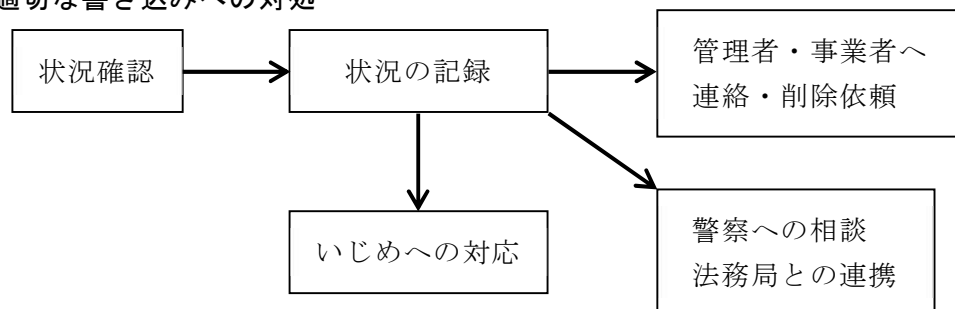 適切な書き込みへの対処
状況確認
状況の記録
管理者・事業者へ
連絡・削除依頼
いじめへの対応
警察への相談
法務局との連携